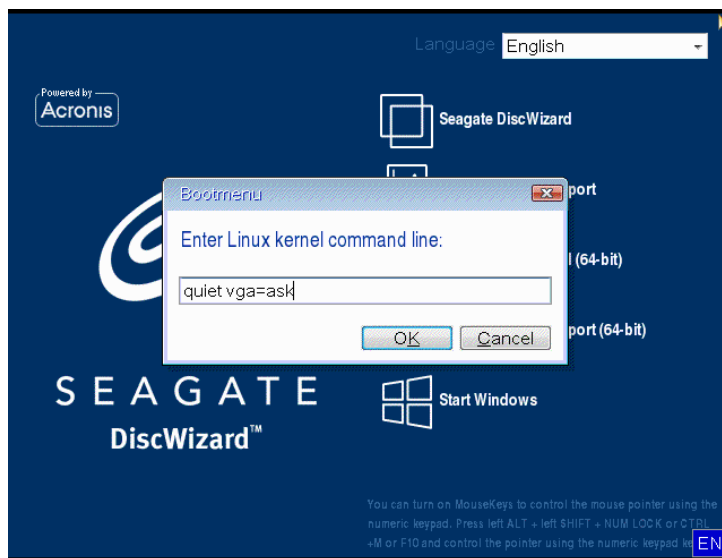 Language English
Powered by
Acronis
Seagate DiscWizard
Bootmenu
port
Enter Linux kernel command line:
l (64-bit)
quiet vga=ask
OK Cancel
port (64-bit)
SEAGATE
DiscWizard™
Start Windows
You can turn on MouseKeys to control the mouse pointer using the
numeric keypad. Press left ALT + left SHIFT + NUM LOCK or CTRL
+M or F10 and control the pointer using the numeric keypad
EN